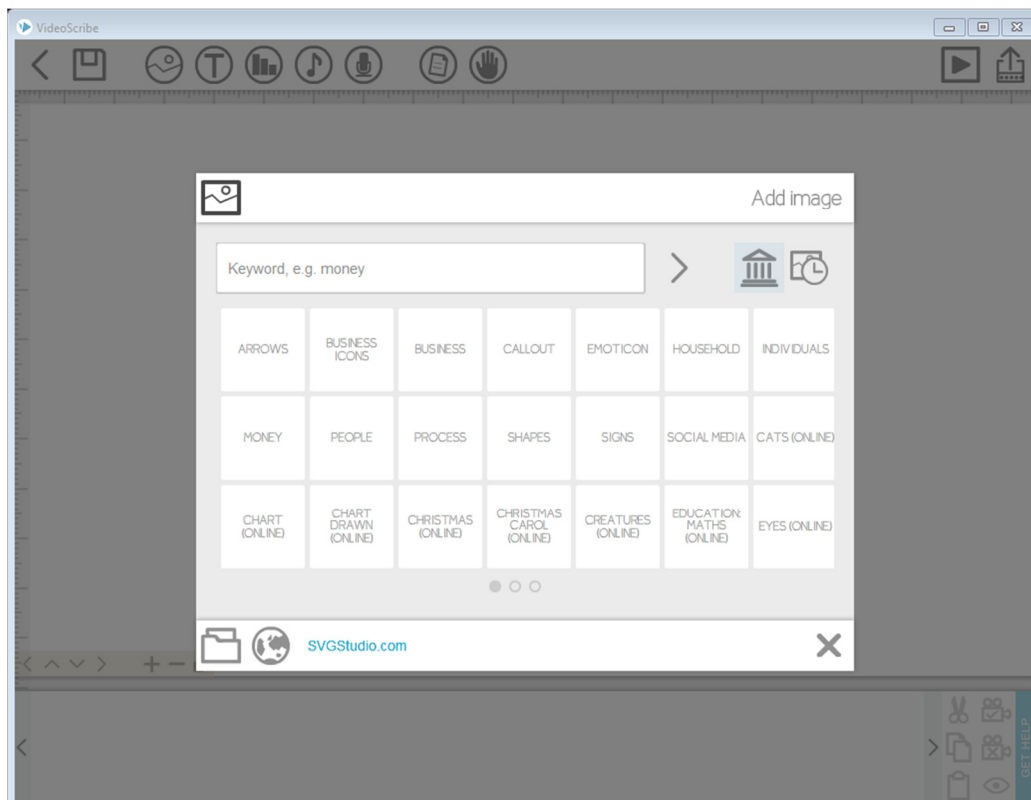 VideoScribe
Add image
Keyword, e.g. money
ARROWS
BUSINESS
ICONS
BUSINESS
CALLOUT
EMOTICON
HOUSEHOLD
INDIVIDUALS
MONEY
PEOPLE
PROCESS
SHAPES
SIGNS
SOCIAL MEDIA
CATS (ONLINE)
CHART
(ONLINE)
CHART
DRAWN
(ONLINE)
CHRISTMAS
(ONLINE)
CHRISTMAS
CAROL
(ONLINE)
CREATURES
(ONLINE)
EDUCATION:
MATHS
(ONLINE)
EYES (ONLINE)
SVGStudio.com
GET HELP